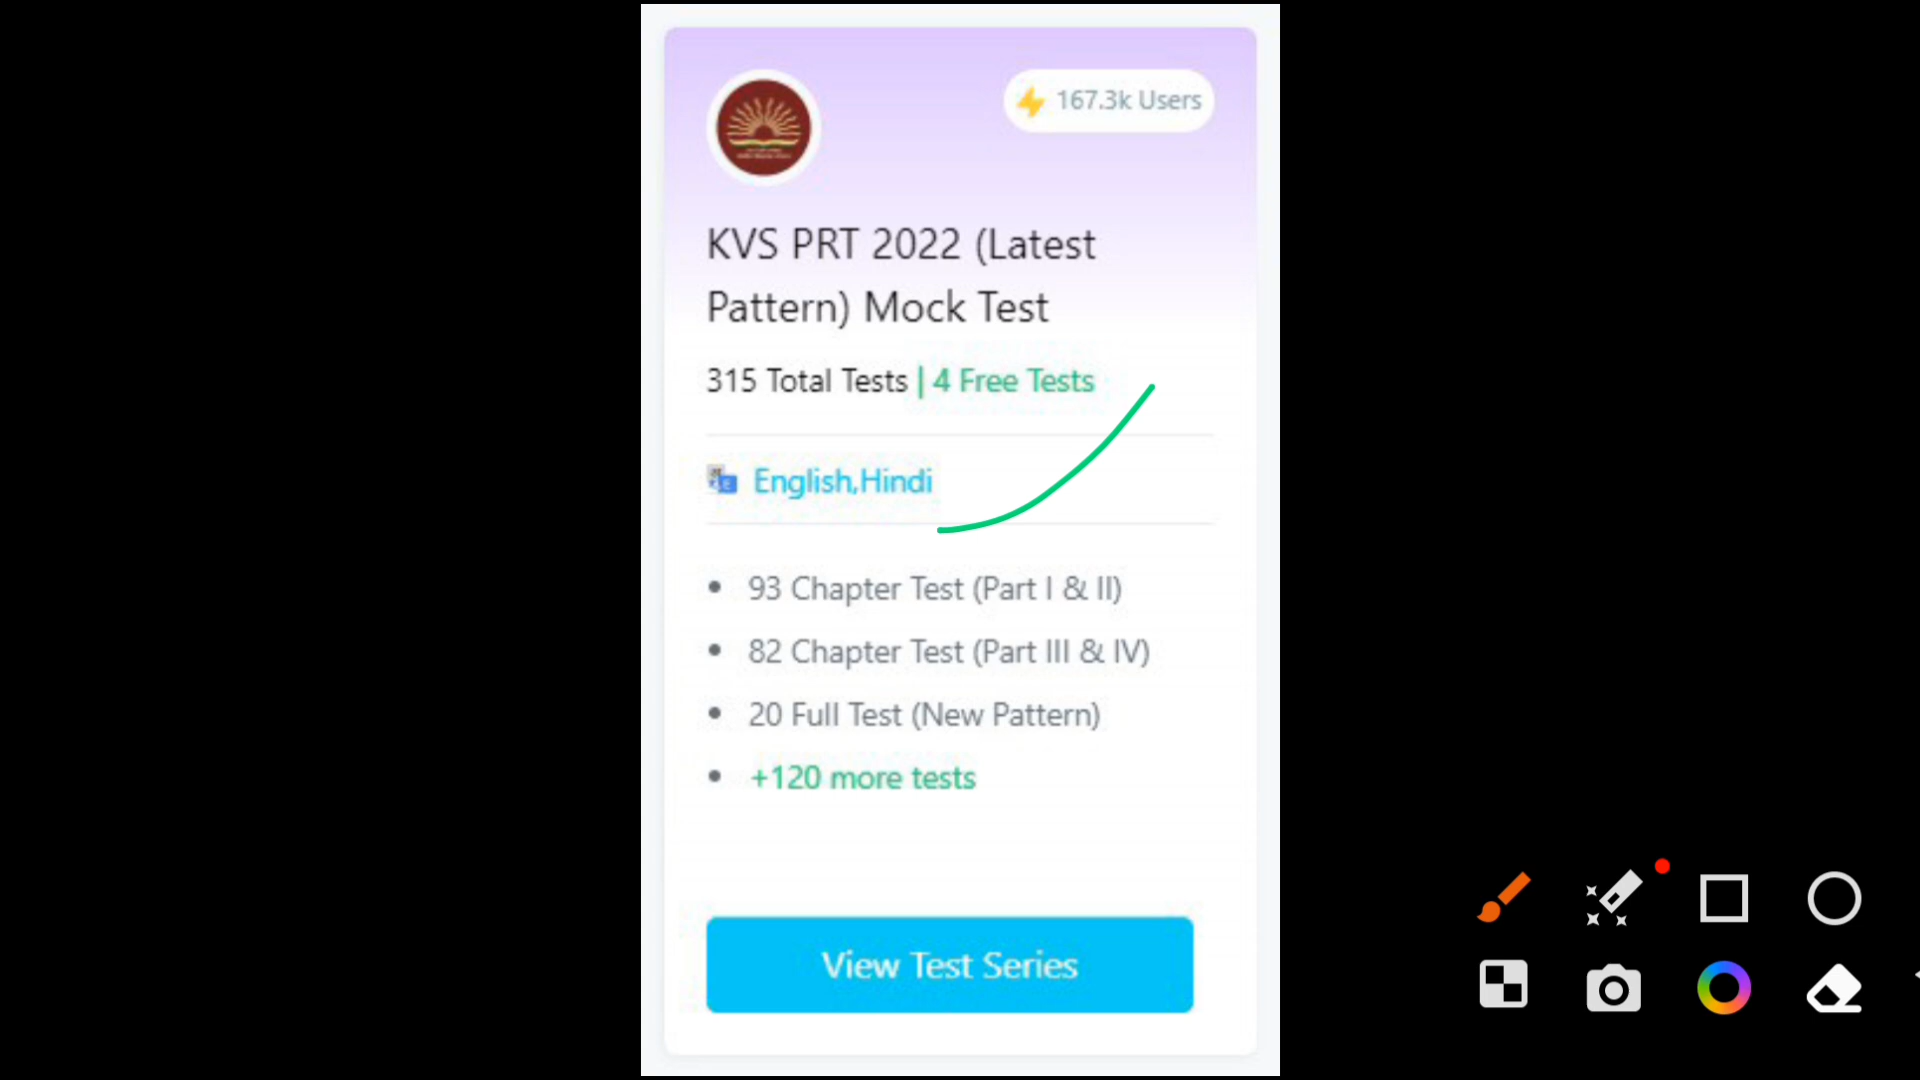 167.3k Users
KVS PRT 2022 (Latest
Pattern) Mock Test
315 Total Tests | 4 Free Tests
English,Hindi
• 93 Chapter Test (Part I & II)
• 82 Chapter Test (Part III & IV)
• 20 Full Test (New Pattern)
• +120 more tests
View Test Series